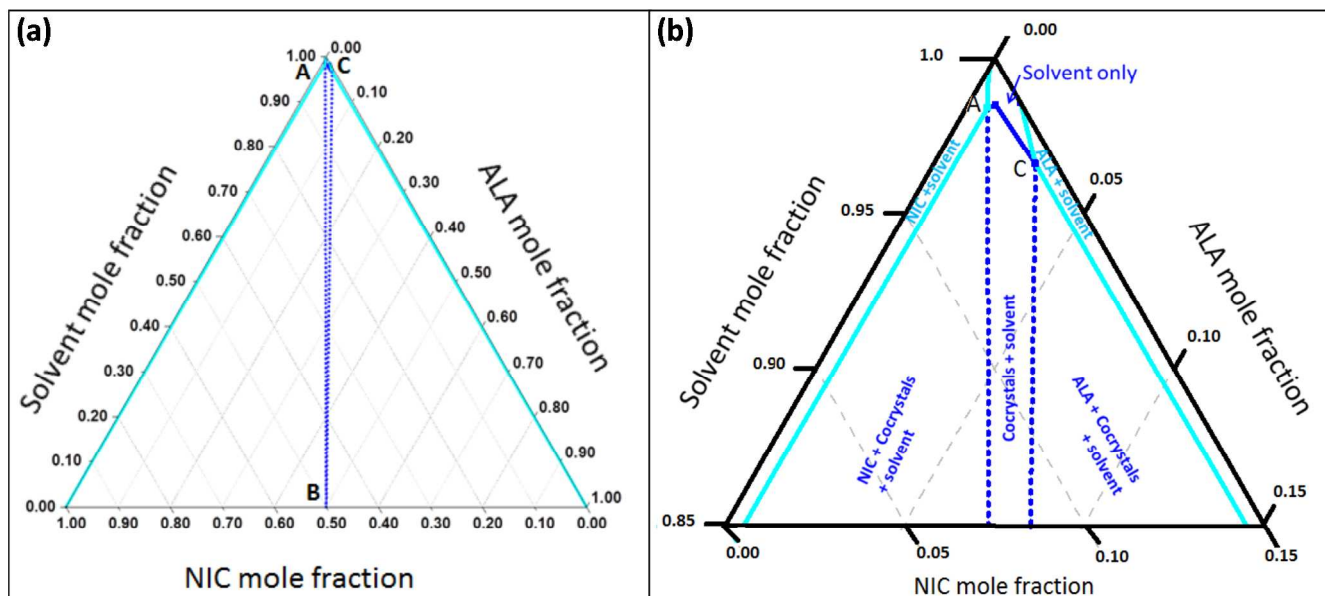 (a)
0.00
1.00
A C
0.90
0.10
0.80
0.20
0.70
0.30
0.60
0.40
0.50
0.50
0.40
0.60
0.30
0.70
0.20
0.80
0.10
0.90
B
0.00
1.00
1.00 0.90 0.80 0.70 0.60 0.50 0.40 0.30 0.20 0.10 0.00
Solvent mole fraction
ALA mole fraction
NIC mole fraction
(b)
0.00
1.0
Solvent only
A
C
NIC +solvent
ALA + solvent
0.95
0.05
0.90
0.10
0.85
0.15
Cocrystals + solvent
NIC + Cocrystals
+ solvent
ALA + Cocrystals
+ solvent
0.00 0.05 0.10 0.15
Solvent mole fraction
ALA mole fraction
NIC mole fraction